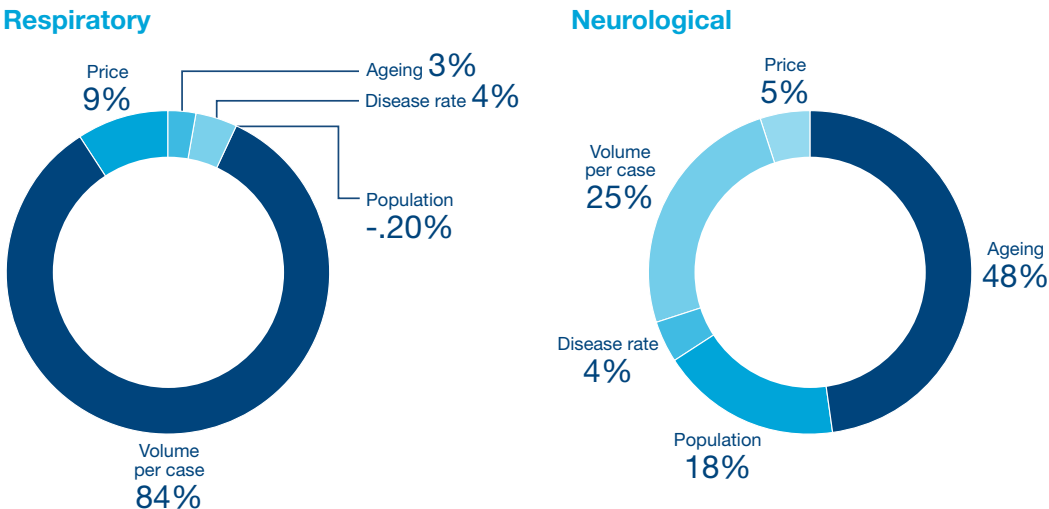 Respiratory
Price
9%
Ageing 3%
Disease rate 4%
Population
-.20%
Volume
per case
84%
Neurological
Price
5%
Volume
per case
25%
Ageing
48%
Disease rate
4%
Population
18%